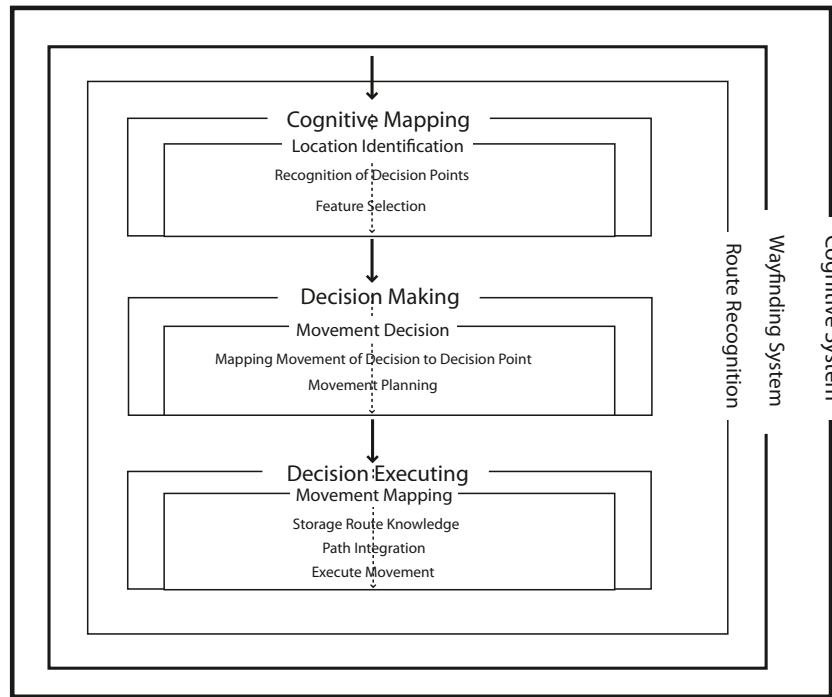 Cognitive Mapping
Location Identification
Recognition of Decision Points
Feature Selection
Decision Making
Movement Decision
Mapping Movement of Decision to Decision Point
Movement Planning
Decision Executing
Movement Mapping
Storage Route Knowledge
Path Integration
Execute Movement
Route Recognition
Wayfinding System
Cognitive System